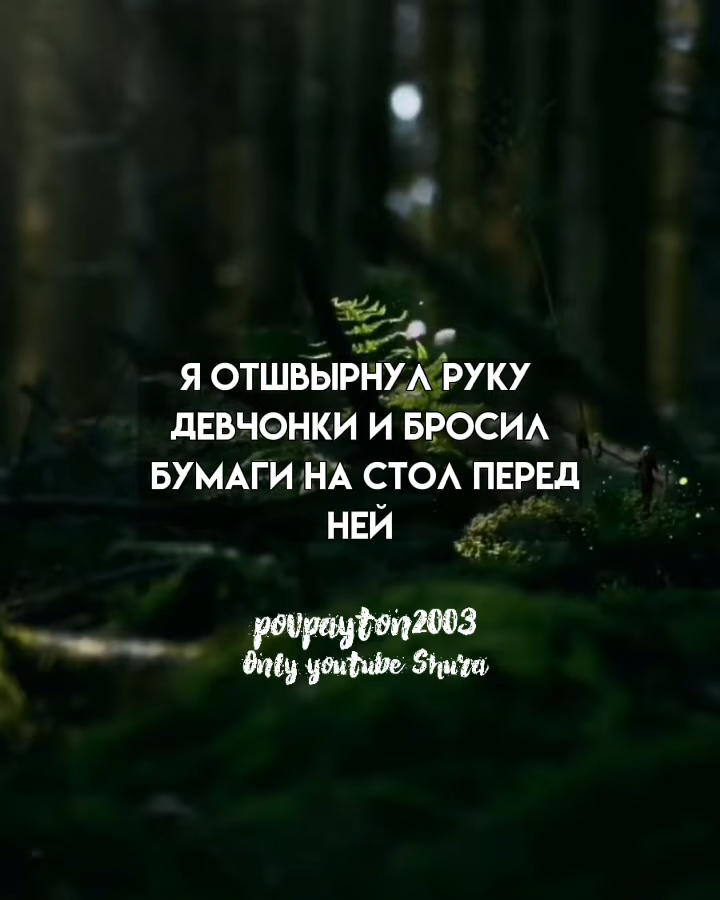 Я ОТШВЫРНУЛ РУКУ
ДЕВЧОНКИ И БРОСИЛ
БУМАГИ НА СТОЛ ПЕРЕД
НЕЙ
povpayton2003
Only youtube Shura